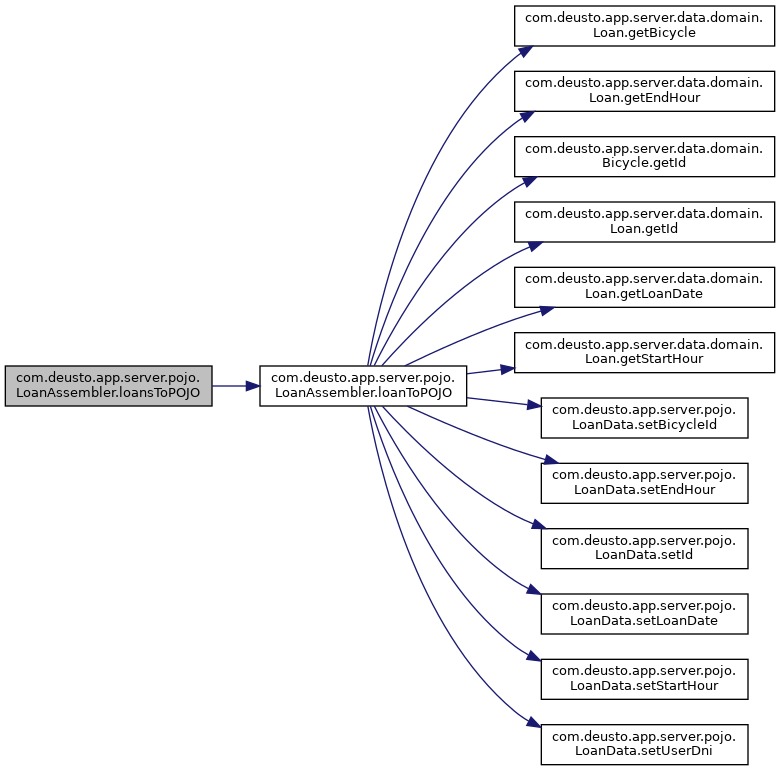 com.deusto.app.server.pojo.
LoanAssembler.loansToPOJO
com.deusto.app.server.pojo.
LoanAssembler.loanToPOJO
com.deusto.app.server.data.domain.
Loan.getBicycle
com.deusto.app.server.data.domain.
Loan.getEndHour
com.deusto.app.server.data.domain.
Bicycle.getId
com.deusto.app.server.data.domain.
Loan.getId
com.deusto.app.server.data.domain.
Loan.getLoanDate
com.deusto.app.server.data.domain.
Loan.getStartHour
com.deusto.app.server.pojo.
LoanData.setBicycleId
com.deusto.app.server.pojo.
LoanData.setEndHour
com.deusto.app.server.pojo.
LoanData.setId
com.deusto.app.server.pojo.
LoanData.setLoanDate
com.deusto.app.server.pojo.
LoanData.setStartHour
com.deusto.app.server.pojo.
LoanData.setUserDni